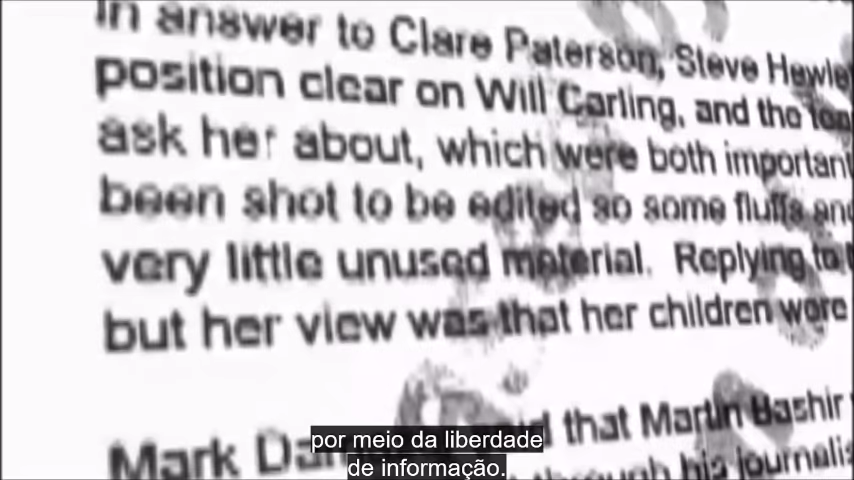 In answer to Clare Paterson, Steve Hewle
position clear on Will Carling, and the
ask her about, which were both important
been shot to be edited so some fluffs and
very little unused material. Replying to
but her view was that her children were
Mark said that Martin Bashir
through his journalis
por meio da liberdade
de informação.